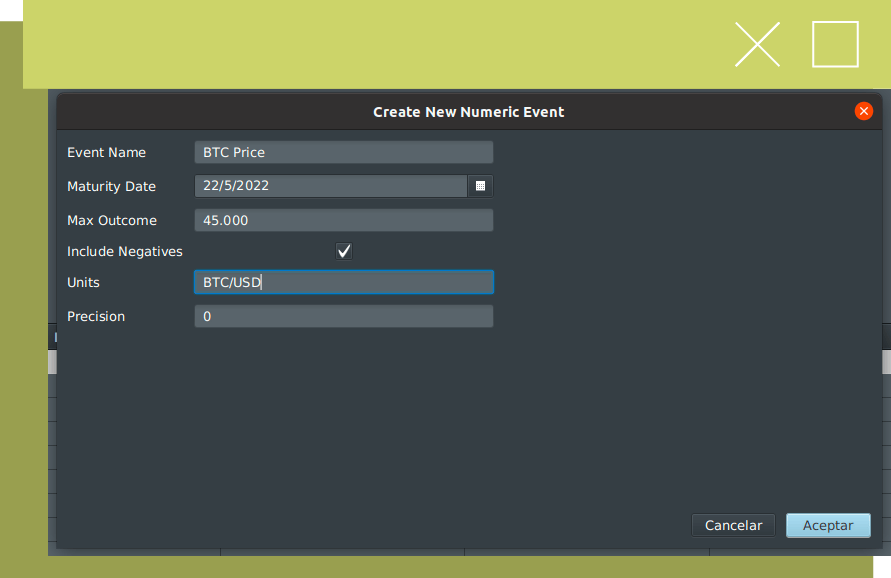 Create New Numeric Event
Event Name BTC Price
Maturity Date 22/5/2022
Max Outcome 45.000
Include Negatives
Units BTC/USD
Precision 0
Cancelar Aceptar